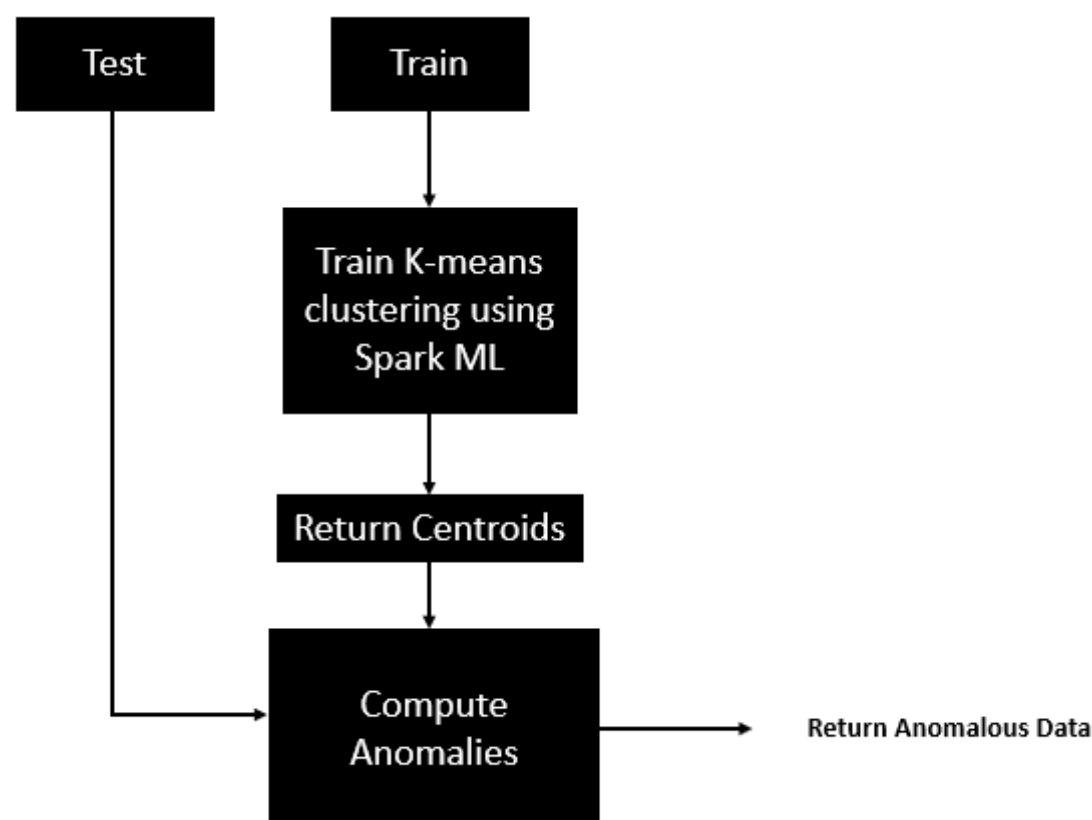 Test
Train
Train K-means
clustering using
Spark ML
Return Centroids
Compute
Anomalies
Return Anomalous Data